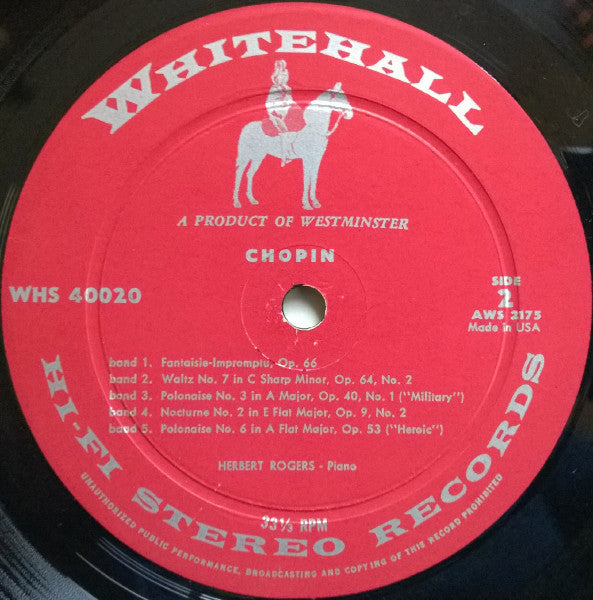 WHITEHALL
A PRODUCT OF WESTMINSTER
CHOPIN
WHS 40020
SIDE
2
AWS 2175
Made in USA
band 1. Fantaisie-Impromptu, Op. 66
band 2. Waltz No. 7 in C Sharp Minor, Op. 64, No. 2
band 3. Polonaise No. 3 in A Major, Op. 40, No. 1 ("Military")
band 4. Nocturne No. 2 in E Flat Major, Op. 9, No. 2
band 5. Polonaise No. 6 in A Flat Major, Op. 53 ("Heroic")
HERBERT ROGERS - Piano
33⅓ RPM
HI-FI STEREO RECORDS
UNAUTHORIZED PUBLIC PERFORMANCE, BROADCASTING AND COPYING OF THIS RECORD PROHIBITED